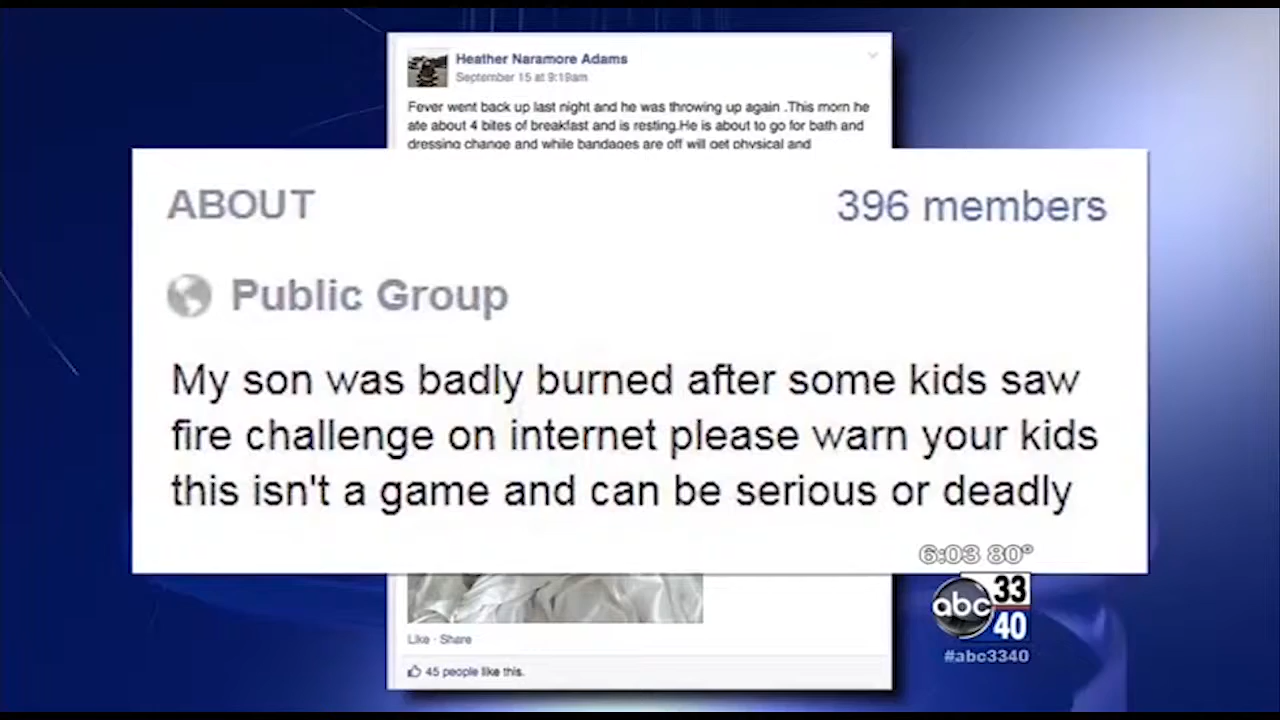 Heather Naramore Adams
September 15 at 9:19am
Fever went back up last night and he was throwing up again .This morn he
ate about 4 bites of breakfast and is resting.He is about to go for bath and
dressing change and while bandages are off will get physical and
ABOUT
396 members
Public Group
My son was badly burned after some kids saw
fire challenge on internet please warn your kids
this isn't a game and can be serious or deadly
6:03 80°
abc 33
40
#abc3340
Like · Share
45 people like this.